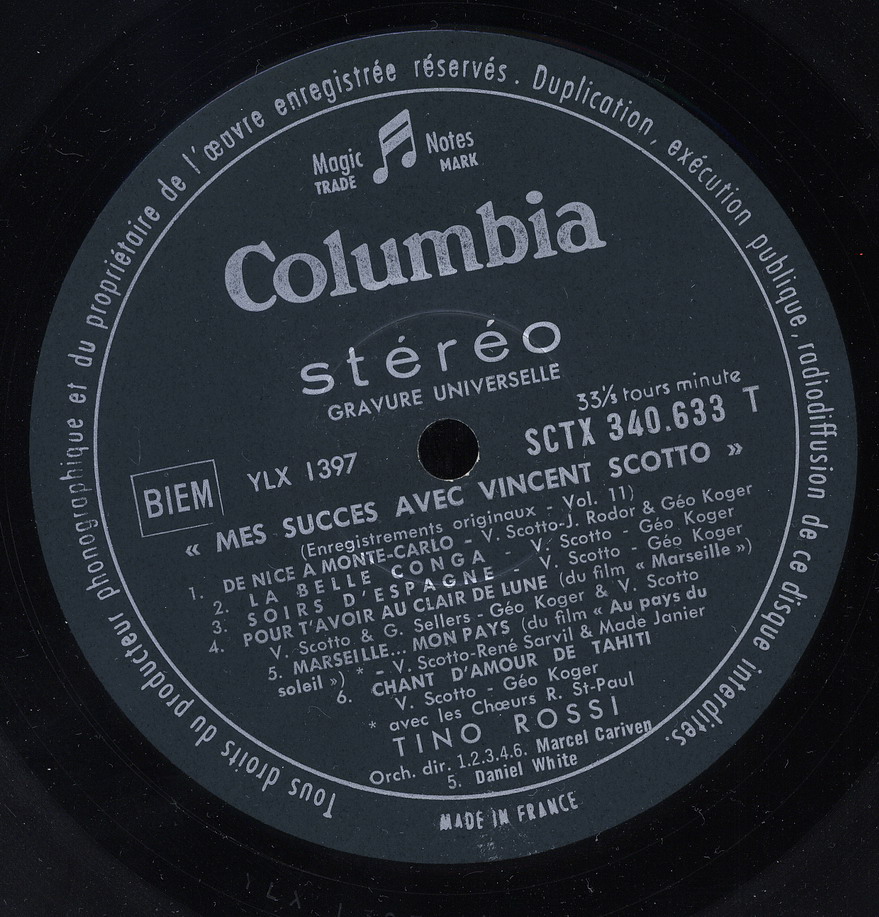 Tous droits du producteur phonographique et du propriétaire de l'œuvre enregistrée réservés. Duplication, exécution publique, radiodiffusion de ce disque interdites.
Magic Notes
TRADE MARK
Columbia
stéréo
GRAVURE UNIVERSELLE
33⅓ tours minute
SCTX 340.633 T
BIEM YLX 1397
« MES SUCCES AVEC VINCENT SCOTTO »
(Enregistrements originaux - Vol. 11)
1. DE NICE A MONTE-CARLO - V. Scotto-J. Rodor & Géo Koger
2. LA BELLE CONGA - V. Scotto - Géo Koger
3. SOIRS D'ESPAGNE - V. Scotto - Géo Koger
4. POUR T'AVOIR AU CLAIR DE LUNE (du film « Marseille »)
V. Scotto & G. Sellers - Géo Koger & V. Scotto
5. MARSEILLE... MON PAYS (du film « Au pays du
soleil ») * - V. Scotto-René Sarvil & Made Janier
6. CHANT D'AMOUR DE TAHITI
V. Scotto - Géo Koger
* avec les Chœurs R. St-Paul
TINO ROSSI
Orch. dir. 1.2.3.4.6. Marcel Cariven
5. Daniel White
MADE IN FRANCE